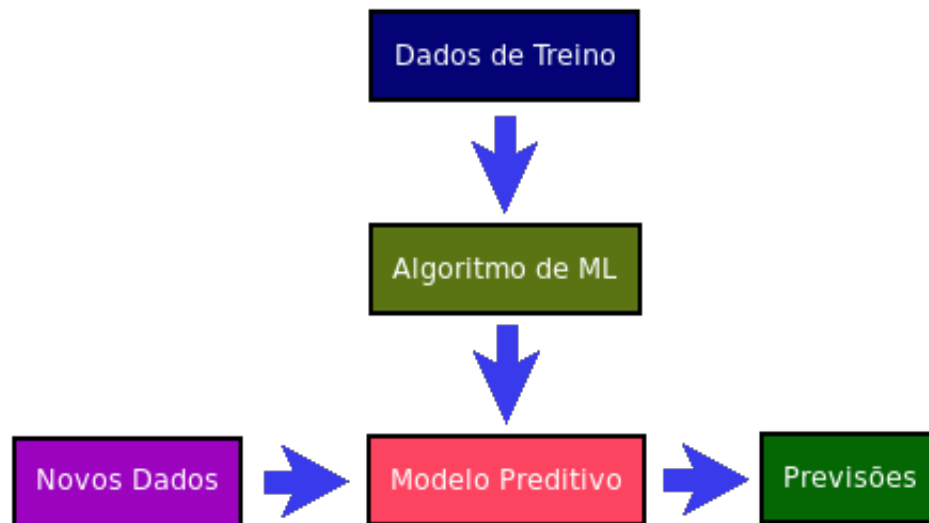 Dados de Treino
Algoritmo de ML
Novos Dados
Modelo Preditivo
Previsões